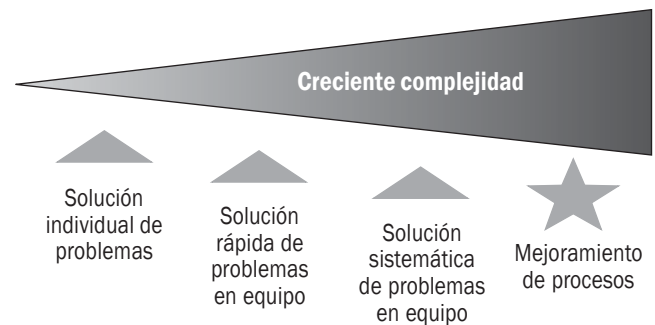 Creciente complejidad
Solución
individual de
problemas
Solución
rápida de
problemas
en equipo
Solución
sistemática
de problemas
en equipo
Mejoramiento
de procesos